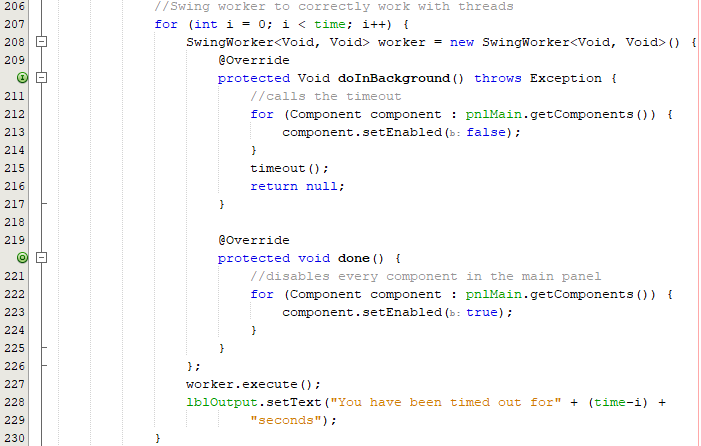 206 //Swing worker to correctly work with threads
207 for (int i = 0; i < time; i++) {
208 SwingWorker<Void, Void> worker = new SwingWorker<Void, Void>() {
209 @Override
protected Void doInBackground() throws Exception {
211 //calls the timeout
212 for (Component component : pnlMain.getComponents()) {
213 component.setEnabled(b: false);
214 }
215 timeout();
216 return null;
217 }
218
219 @Override
protected void done() {
221 //disables every component in the main panel
222 for (Component component : pnlMain.getComponents()) {
223 component.setEnabled(b: true);
224 }
225 }
226 };
227 worker.execute();
228 lblOutput.setText("You have been timed out for" + (time-i) +
229 "seconds");
230 }